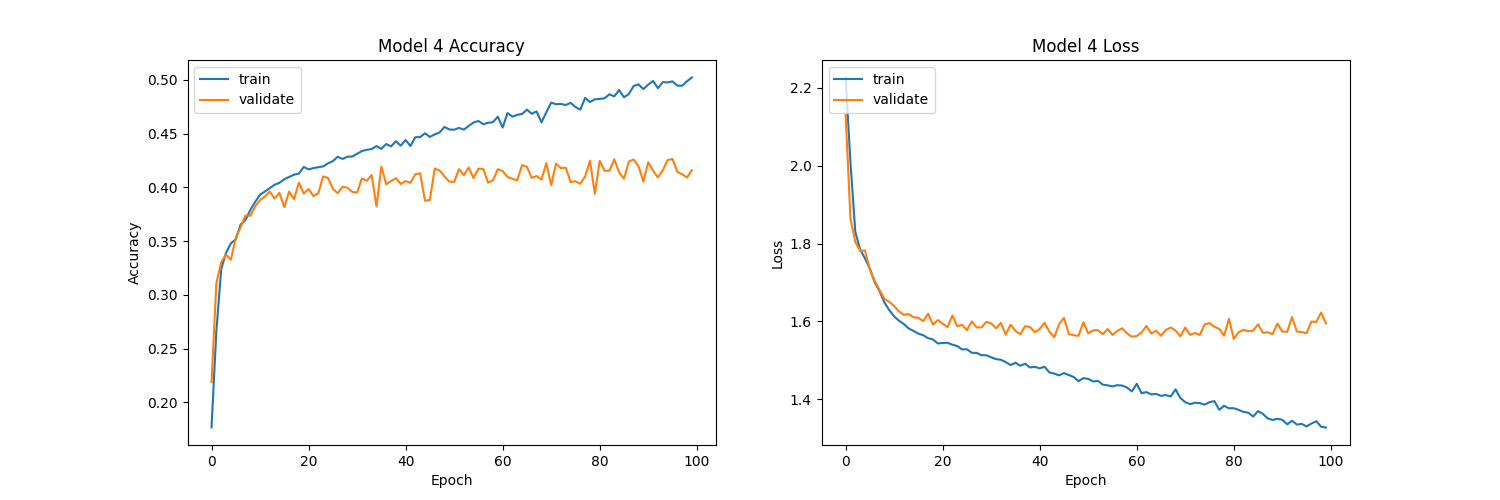 Model 4 Accuracy
train
validate
0.50
0.45
0.40
0.35
0.30
0.25
0.20
Accuracy
0 20 40 60 80 100
Epoch
Model 4 Loss
train
validate
2.2
2.0
1.8
1.6
1.4
Loss
0 20 40 60 80 100
Epoch